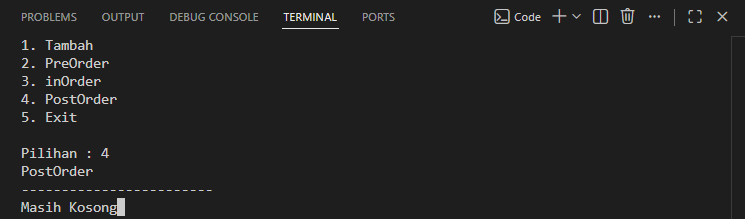 PROBLEMS OUTPUT DEBUG CONSOLE TERMINAL PORTS Code
1. Tambah
2. PreOrder
3. inOrder
4. PostOrder
5. Exit
Pilihan : 4
PostOrder
------------------------
Masih Kosong